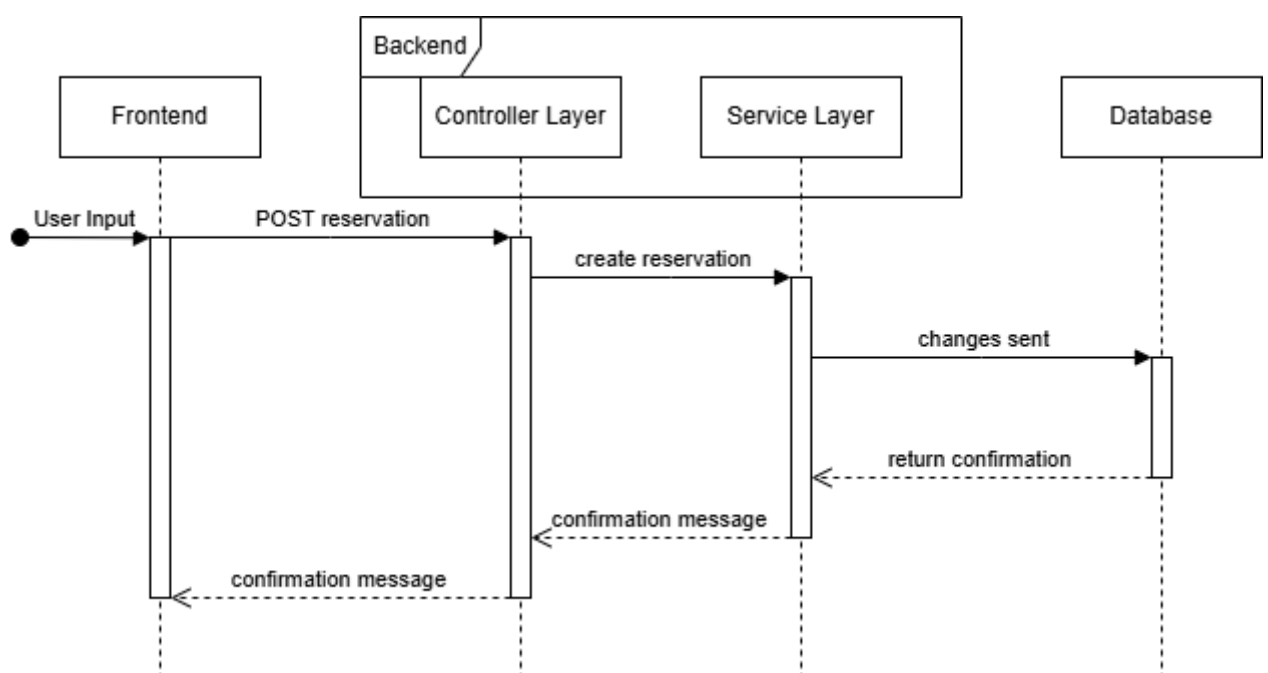 Backend
Frontend
Controller Layer
Service Layer
Database
User Input
POST reservation
create reservation
changes sent
return confirmation
confirmation message
confirmation message